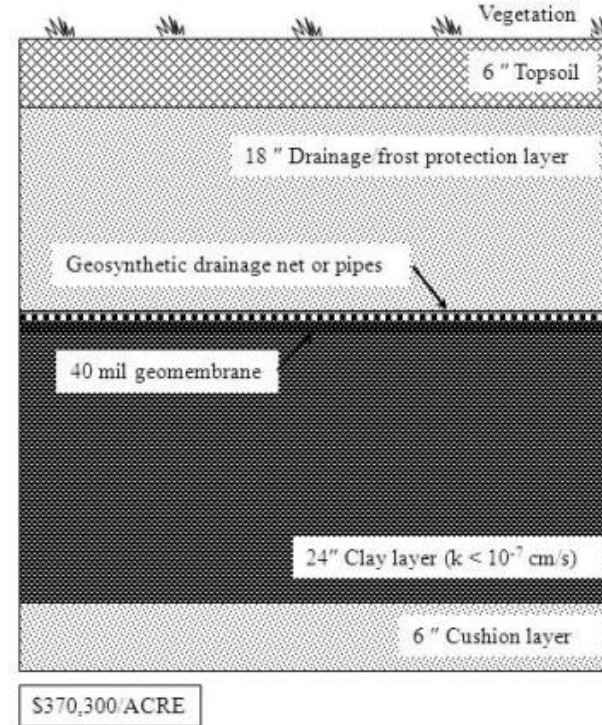 Vegetation
6 " Topsoil
18 " Drainage/frost protection layer
Geosynthetic drainage net or pipes
40 mil geomembrane
24" Clay layer (k < 10⁻⁷ cm/s)
6 " Cushion layer
$370,300/ACRE